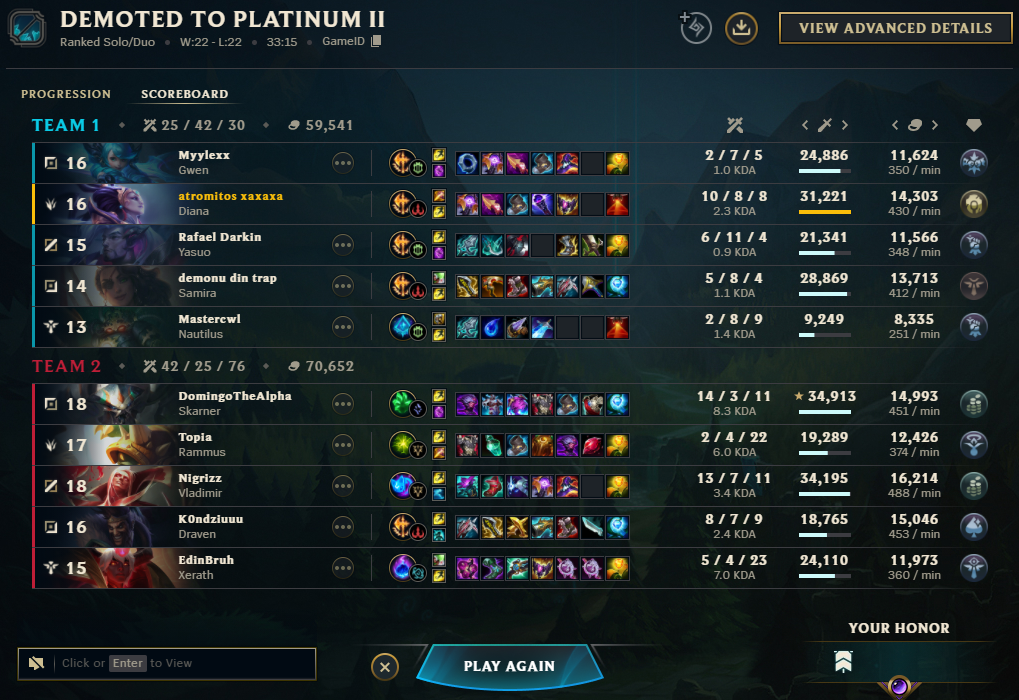 DEMOTED TO PLATINUM II
Ranked Solo/Duo • W:22 - L:22 • 33:15 • GameID
VIEW ADVANCED DETAILS
PROGRESSION SCOREBOARD
TEAM 1 • 25 / 42 / 30 • 59,541
16 Myylexx 2 / 7 / 5 24,886 11,624
Gwen 1.0 KDA 350 / min
16 atromitos xaxaxa 10 / 8 / 8 31,221 14,303
Diana 2.3 KDA 430 / min
15 Rafael Darkin 6 / 11 / 4 21,341 11,566
Yasuo 0.9 KDA 348 / min
14 demonu din trap 5 / 8 / 4 28,869 13,713
Samira 1.1 KDA 412 / min
13 Mastercwl 2 / 8 / 9 9,249 8,335
Nautilus 1.4 KDA 251 / min
TEAM 2 • 42 / 25 / 76 • 70,652
18 DomingoTheAlpha 14 / 3 / 11 34,913 14,993
Skarner 8.3 KDA 451 / min
17 Topia 2 / 4 / 22 19,289 12,426
Rammus 6.0 KDA 374 / min
18 Nigrizz 13 / 7 / 11 34,195 16,214
Vladimir 3.4 KDA 488 / min
16 K0ndziuuu 8 / 7 / 9 18,765 15,046
Draven 2.4 KDA 453 / min
15 EdinBruh 5 / 4 / 23 24,110 11,973
Xerath 7.0 KDA 360 / min
YOUR HONOR
Click or Enter to View
PLAY AGAIN